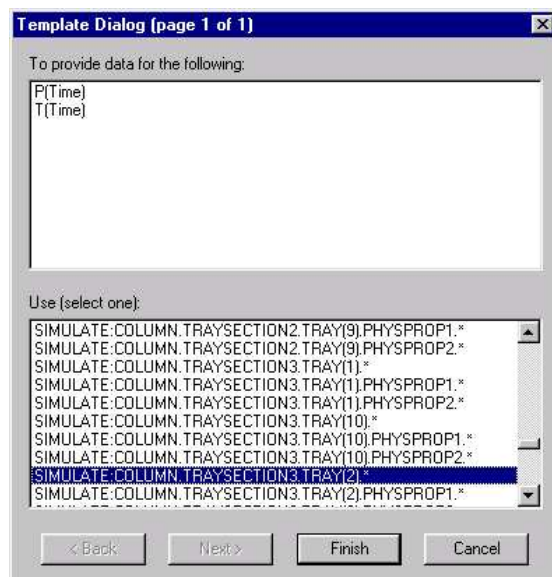 Template Dialog (page 1 of 1)
To provide data for the following:
P(Time)
T(Time)
Use (select one):
SIMULATE:COLUMN.TRAYSECTION2.TRAY(9).PHYSPROP1.*
SIMULATE:COLUMN.TRAYSECTION2.TRAY(9).PHYSPROP2.*
SIMULATE:COLUMN.TRAYSECTION3.TRAY(1).*
SIMULATE:COLUMN.TRAYSECTION3.TRAY(1).PHYSPROP1.*
SIMULATE:COLUMN.TRAYSECTION3.TRAY(1).PHYSPROP2.*
SIMULATE:COLUMN.TRAYSECTION3.TRAY(10).*
SIMULATE:COLUMN.TRAYSECTION3.TRAY(10).PHYSPROP1.*
SIMULATE:COLUMN.TRAYSECTION3.TRAY(10).PHYSPROP2.*
SIMULATE:COLUMN.TRAYSECTION3.TRAY(2).*
SIMULATE:COLUMN.TRAYSECTION3.TRAY(2).PHYSPROP1.*
< Back Next > Finish Cancel